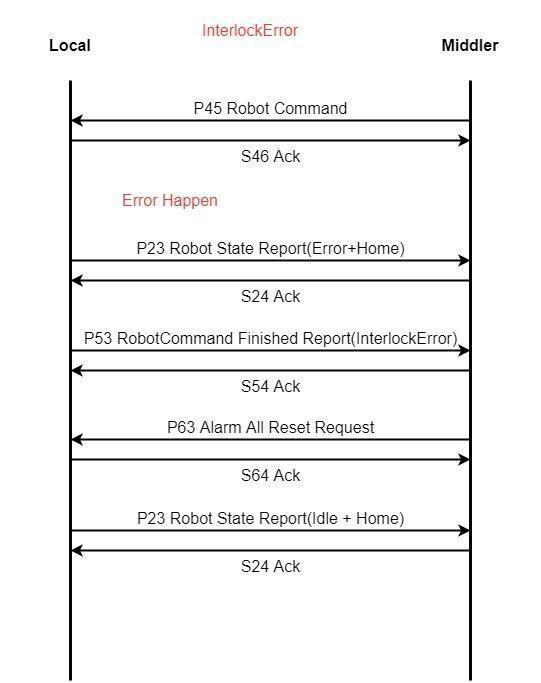 InterlockError
Local
Middler
P45 Robot Command
S46 Ack
Error Happen
P23 Robot State Report(Error+Home)
S24 Ack
P53 RobotCommand Finished Report(InterlockError)
S54 Ack
P63 Alarm All Reset Request
S64 Ack
P23 Robot State Report(Idle + Home)
S24 Ack